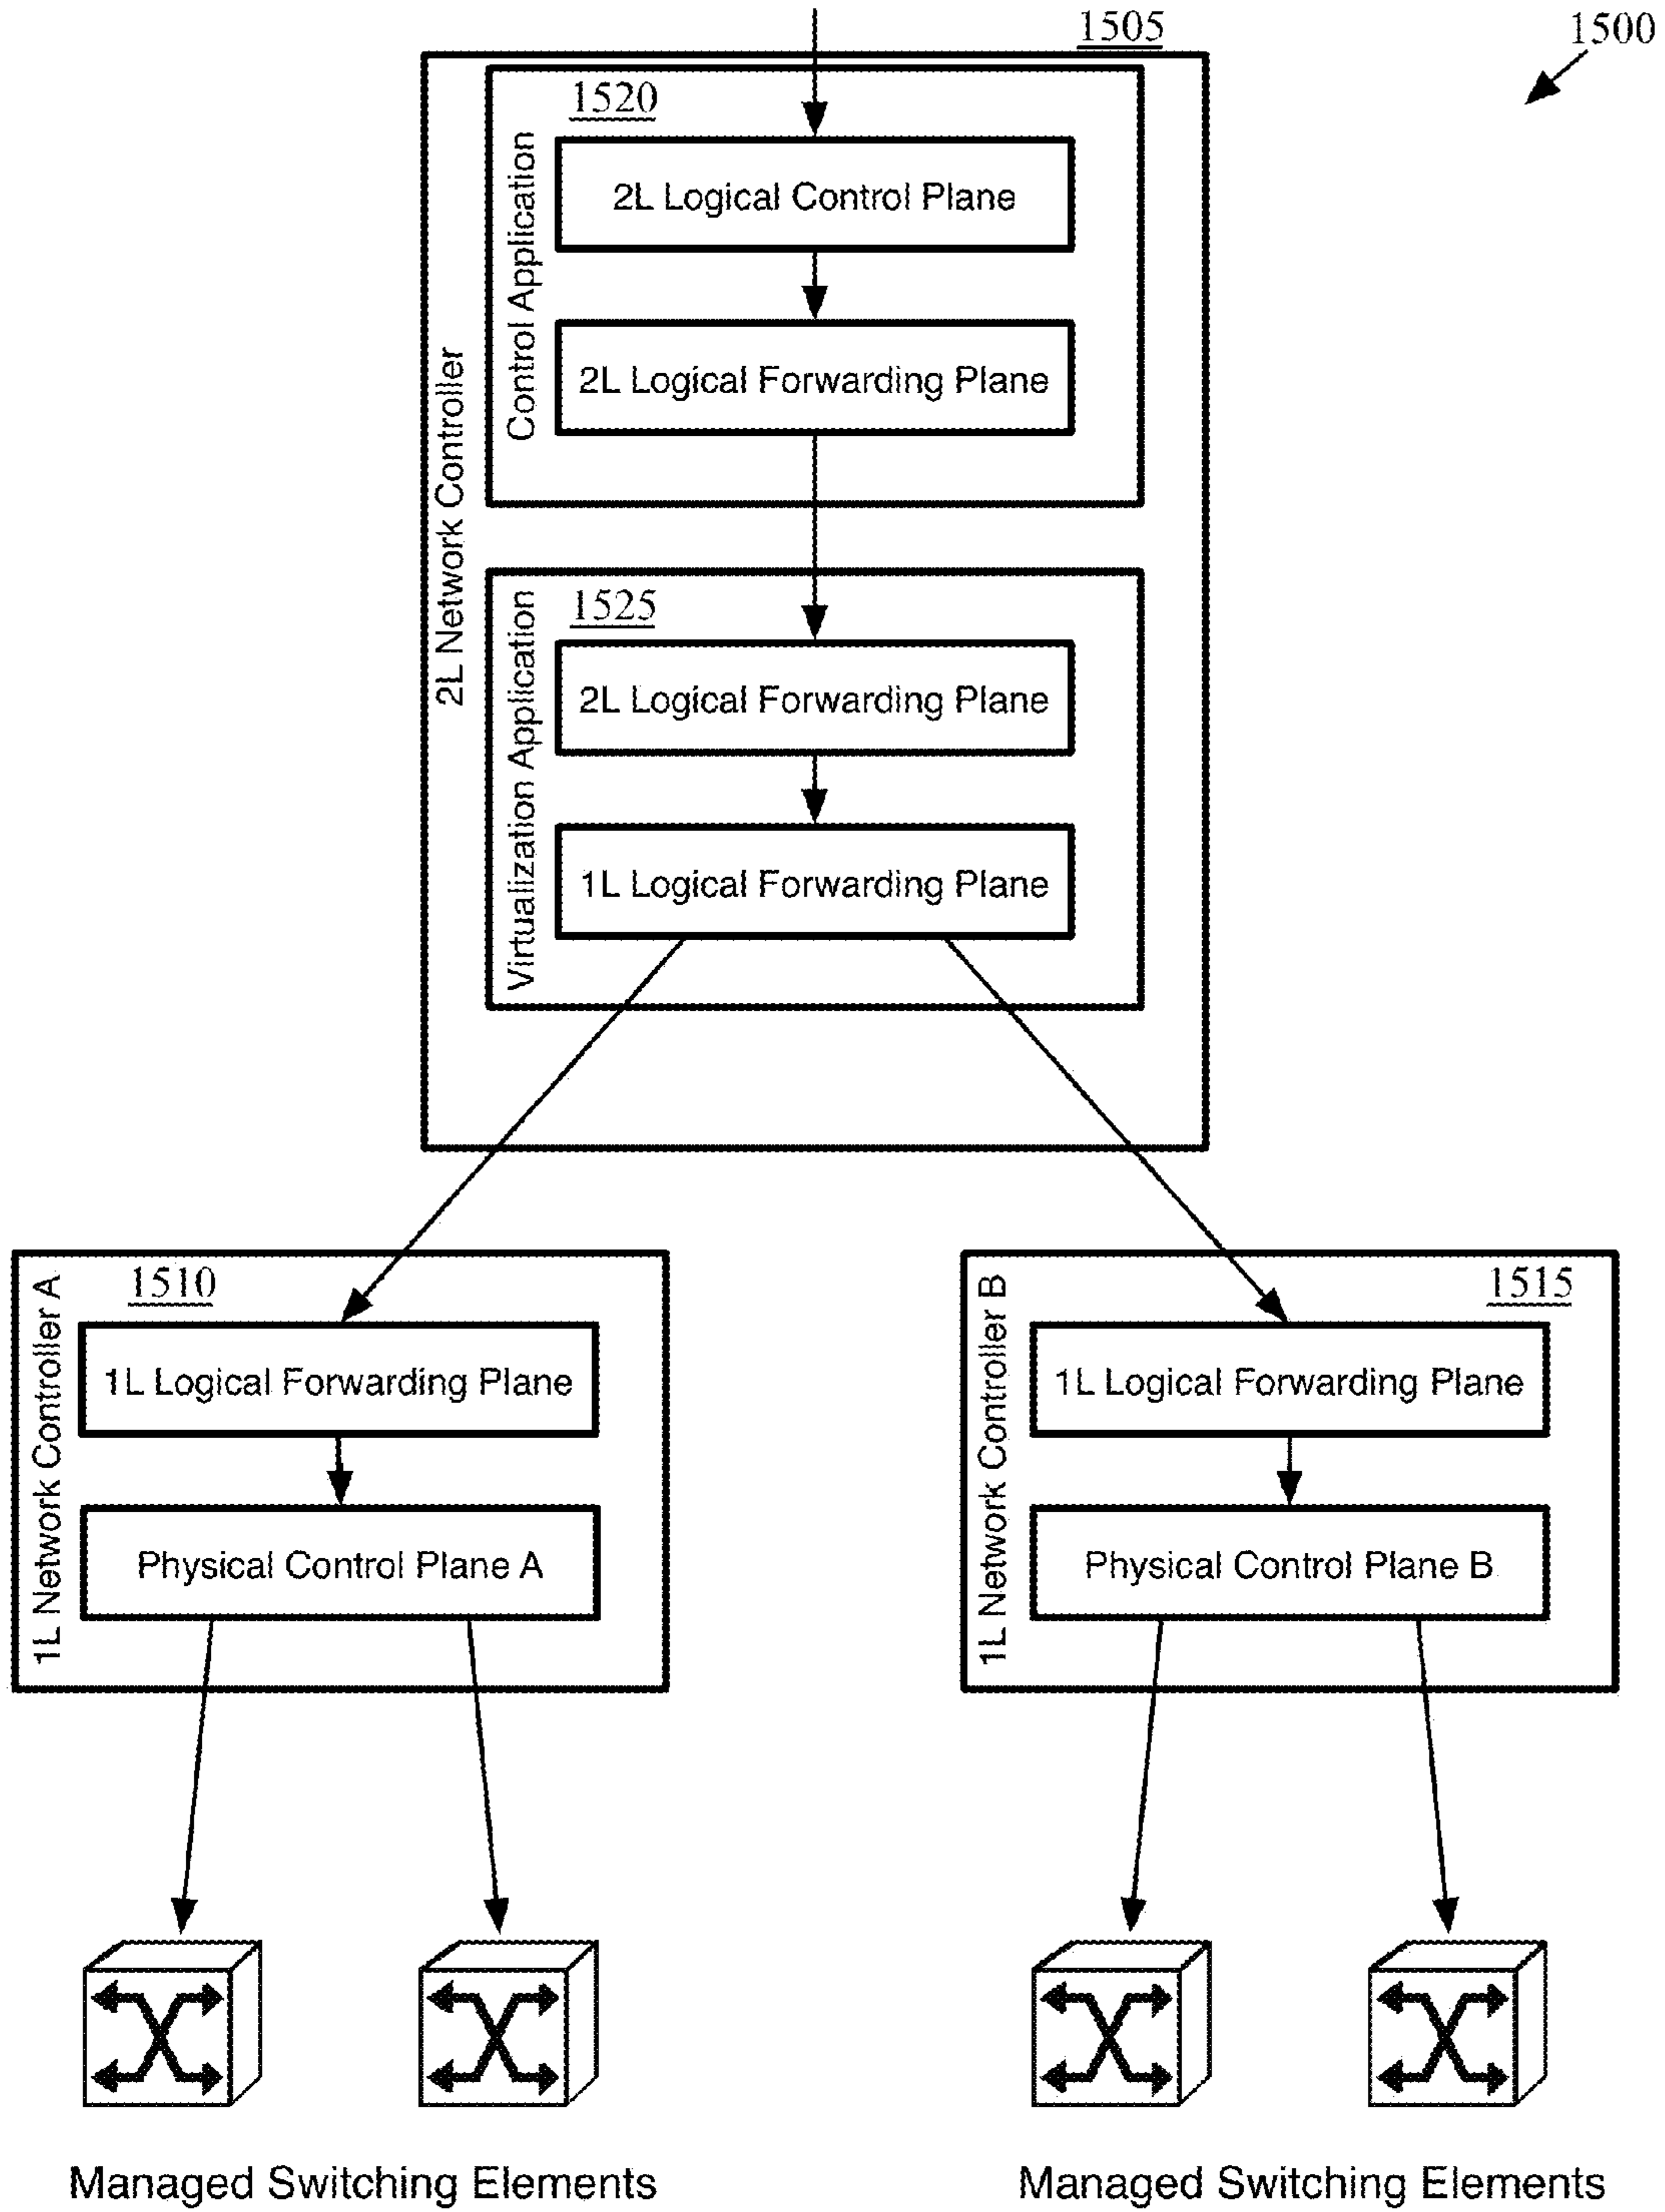 1500
1505
2L Network Controller
Control Application
1520
2L Logical Control Plane
2L Logical Forwarding Plane
Virtualization Application
1525
2L Logical Forwarding Plane
1L Logical Forwarding Plane
1L Network Controller A
1510
1L Logical Forwarding Plane
Physical Control Plane A
1L Network Controller B
1515
1L Logical Forwarding Plane
Physical Control Plane B
Managed Switching Elements
Managed Switching Elements